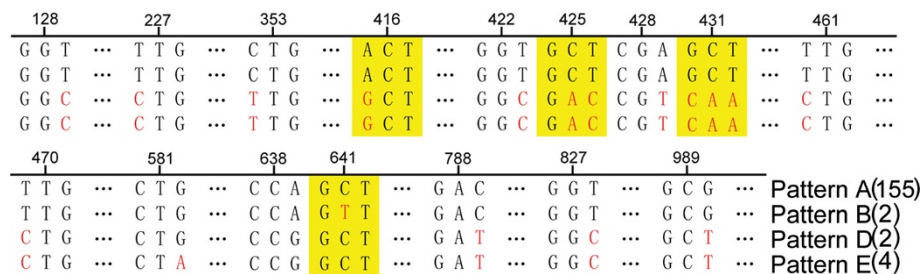 128 227 353 416 422 425 428 431 461
G G T ··· T T G ··· C T G ··· A C T ··· G G T G C T C G A G C T ··· T T G ···
G G T ··· T T G ··· C T G ··· A C T ··· G G T G C T C G A G C T ··· T T G ···
G G C ··· C T G ··· T T G ··· G C T ··· G G C G A C C G T C A A ··· C T G ···
G G C ··· C T G ··· T T G ··· G C T ··· G G C G A C C G T C A A ··· C T G ···
470 581 638 641 788 827 989
T T G ··· C T G ··· C C A G C T ··· G A C ··· G G T ··· G C G ··· Pattern A(155)
T T G ··· C T G ··· C C A G T T ··· G A C ··· G G T ··· G C G ··· Pattern B(2)
C T G ··· C T G ··· C C G G C T ··· G A T ··· G G C ··· G C T ··· Pattern D(2)
C T G ··· C T A ··· C C G G C T ··· G A T ··· G G C ··· G C T ··· Pattern E(4)